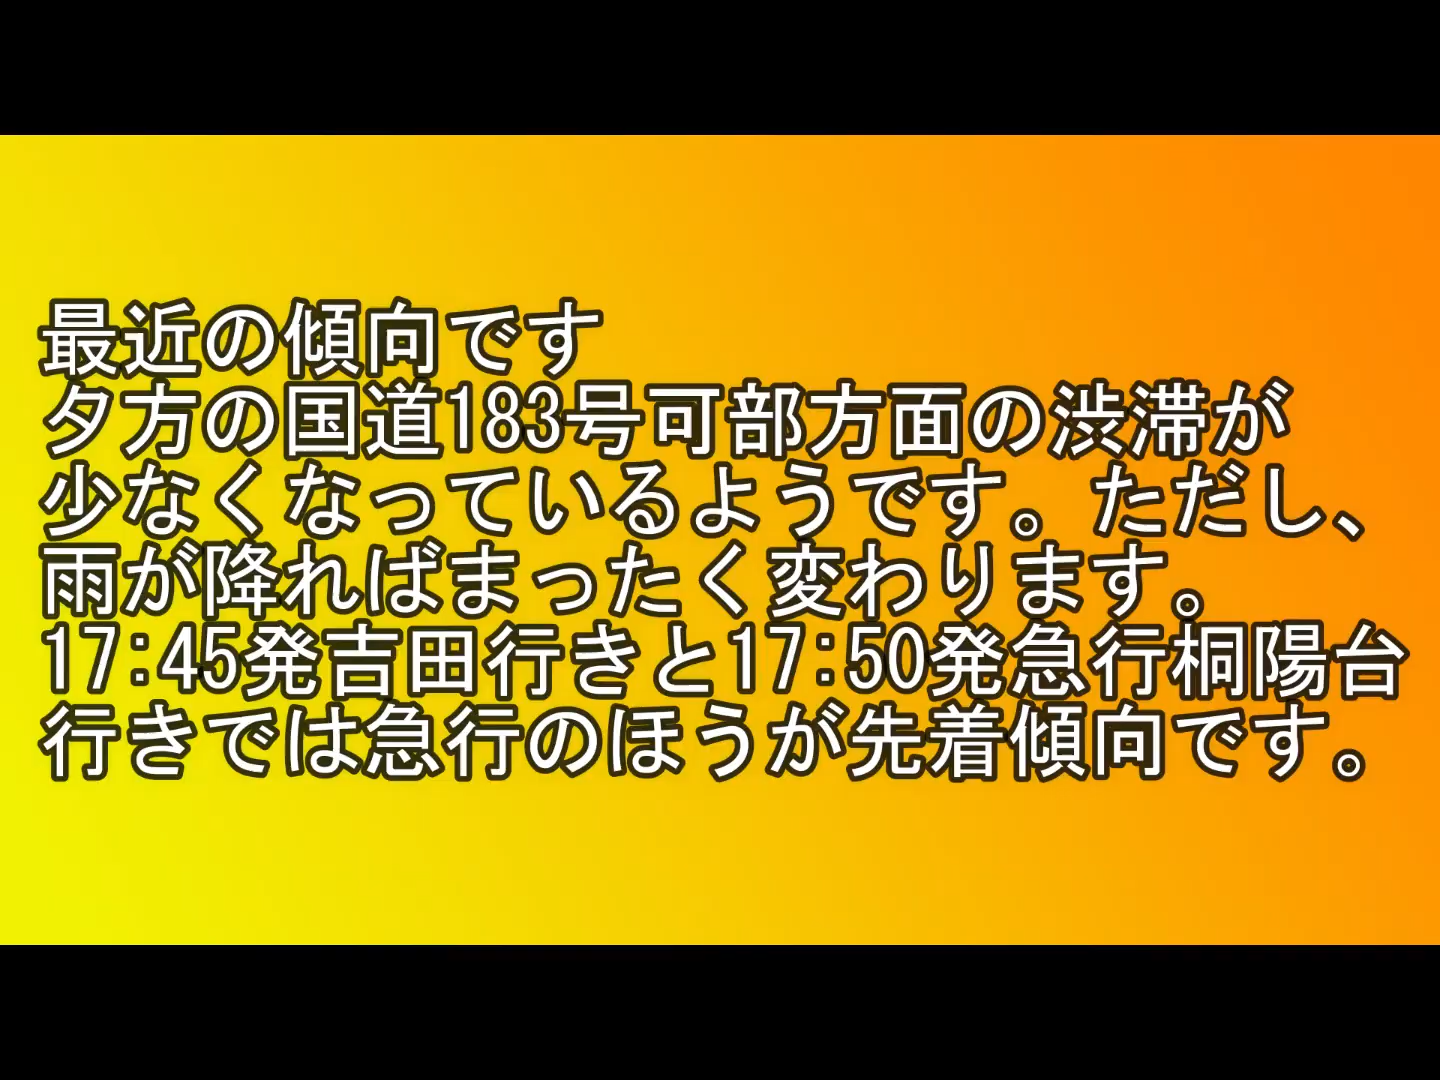 最近の傾向です
夕方の国道183号可部方面の渋滞が
少なくなっているようです。ただし、
雨が降ればまったく変わります。
17:45発吉田行きと17:50発急行桐陽台
行きでは急行のほうが先着傾向です。